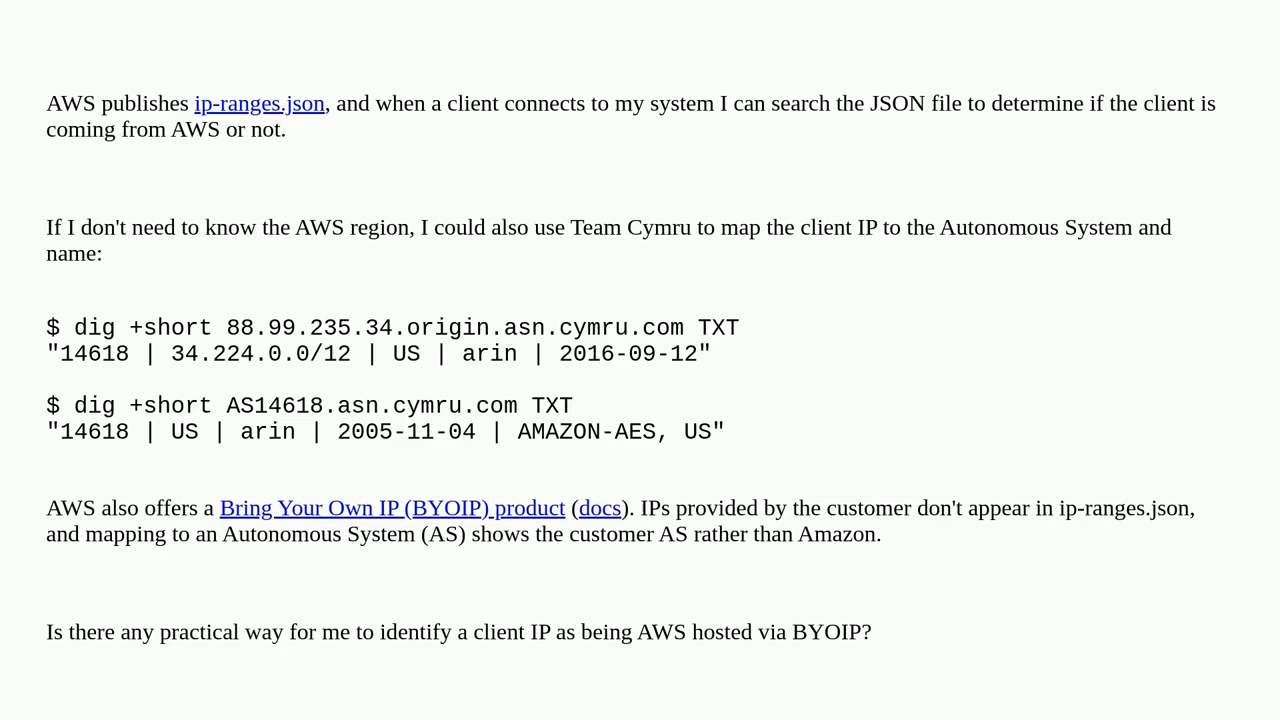 AWS publishes ip-ranges.json, and when a client connects to my system I can search the JSON file to determine if the client is
coming from AWS or not.
If I don't need to know the AWS region, I could also use Team Cymru to map the client IP to the Autonomous System and
name:
$ dig +short 88.99.235.34.origin.asn.cymru.com TXT
"14618 | 34.224.0.0/12 | US | arin | 2016-09-12"
$ dig +short AS14618.asn.cymru.com TXT
"14618 | US | arin | 2005-11-04 | AMAZON-AES, US"
AWS also offers a Bring Your Own IP (BYOIP) product (docs). IPs provided by the customer don't appear in ip-ranges.json,
and mapping to an Autonomous System (AS) shows the customer AS rather than Amazon.
Is there any practical way for me to identify a client IP as being AWS hosted via BYOIP?